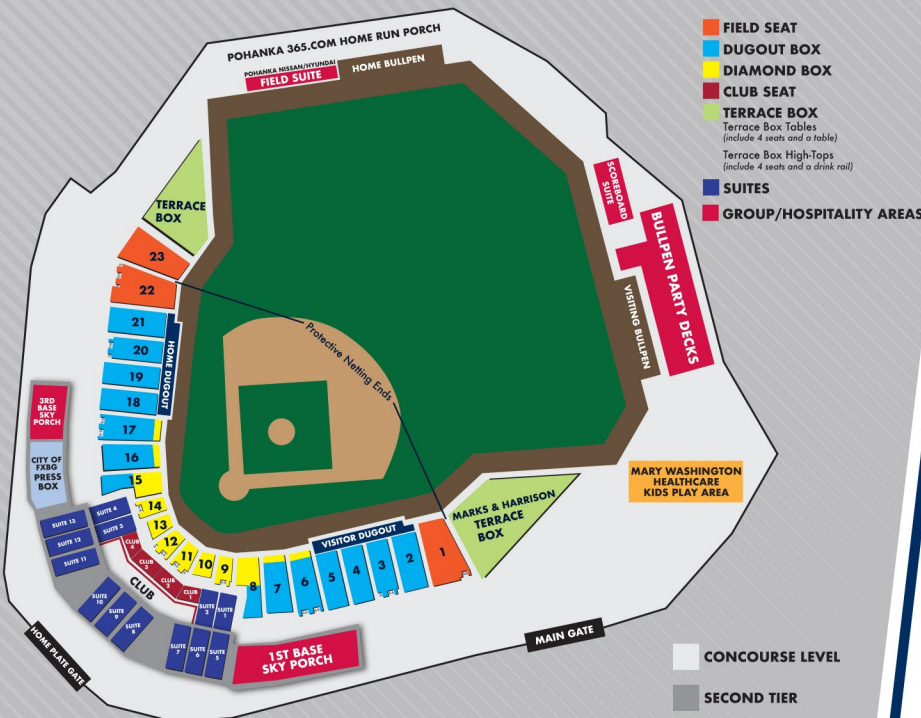 POHANKA 365.COM HOME RUN PORCH
POHANKA NISSAN/HYUNDAI
FIELD SUITE
HOME BULLPEN
FIELD SEAT
DUGOUT BOX
DIAMOND BOX
CLUB SEAT
TERRACE BOX
Terrace Box Tables
(include 4 seats and a table)
Terrace Box High-Tops
(include 4 seats and a drink rail)
SUITES
GROUP/HOSPITALITY AREAS
SCOREBOARD
SUITE
BULLPEN PARTY DECKS
VISITING BULLPEN
TERRACE
BOX
23
22
21
20
19
18
17
16
15
14
13
12
11
10
9
8
7
6
5
4
3
2
1
HOME DUGOUT
Protective Netting Ends
VISITOR DUGOUT
MARKS & HARRISON
TERRACE
BOX
MARY WASHINGTON
HEALTHCARE
KIDS PLAY AREA
3RD
BASE
SKY
PORCH
CITY OF
FXBG
PRESS
BOX
SUITE 13
SUITE 12
SUITE 11
SUITE 4
SUITE 3
CLUB
4
CLUB
3
CLUB
2
CLUB
1
CLUB
SUITE
10
SUITE
9
SUITE
8
SUITE
7
SUITE
6
SUITE
5
SUITE
2
SUITE
1
1ST BASE
SKY PORCH
HOME PLATE GATE
MAIN GATE
CONCOURSE LEVEL
SECOND TIER